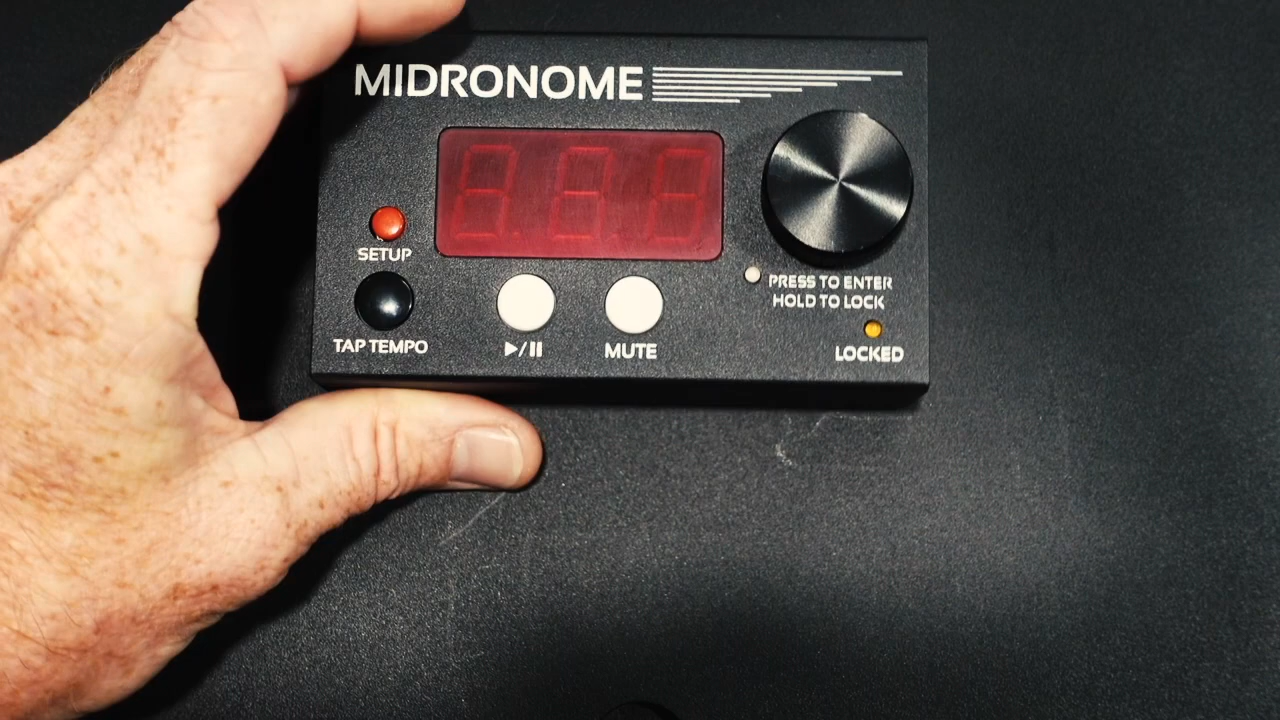 MIDRONOME
SETUP
PRESS TO ENTER
HOLD TO LOCK
TAP TEMPO
▶/II
MUTE
LOCKED